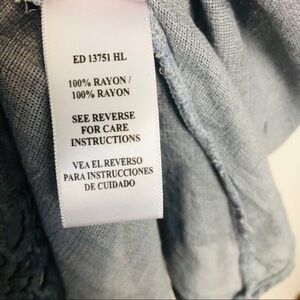 ED 13751 HL
100% RAYON /
100% RAYON
SEE REVERSE
FOR CARE
INSTRUCTIONS
VEA EL REVERSO
PARA INSTRUCCIONES
DE CUIDADO